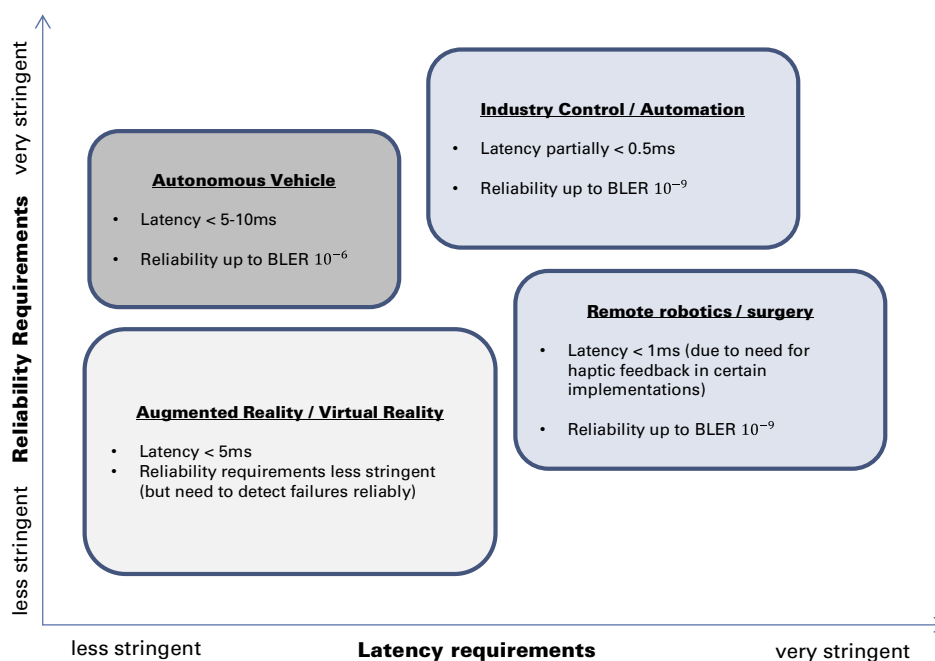 very stringent
Reliability Requirements
less stringent
Industry Control / Automation
• Latency partially < 0.5ms
• Reliability up to BLER 10⁻⁹
Autonomous Vehicle
• Latency < 5-10ms
• Reliability up to BLER 10⁻⁶
Remote robotics / surgery
• Latency < 1ms (due to need for
haptic feedback in certain
implementations)
• Reliability up to BLER 10⁻⁹
Augmented Reality / Virtual Reality
• Latency < 5ms
• Reliability requirements less stringent
(but need to detect failures reliably)
less stringent
Latency requirements
very stringent